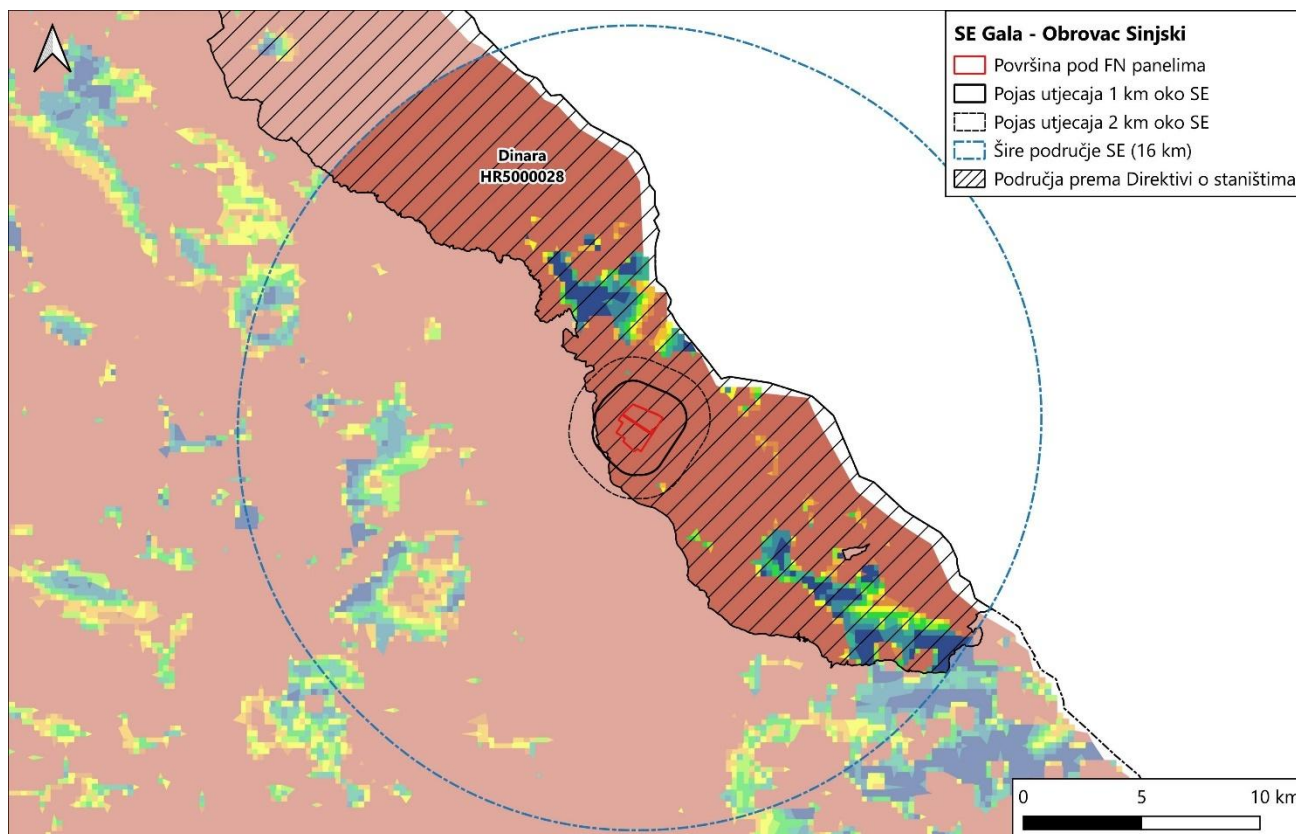 SE Gala - Obrovac Sinjski
Površina pod FN panelima
Pojas utjecaja 1 km oko SE
Pojas utjecaja 2 km oko SE
Šire područje SE (16 km)
Područja prema Direktivi o staništima
Dinara
HR5000028
0 5 10 km